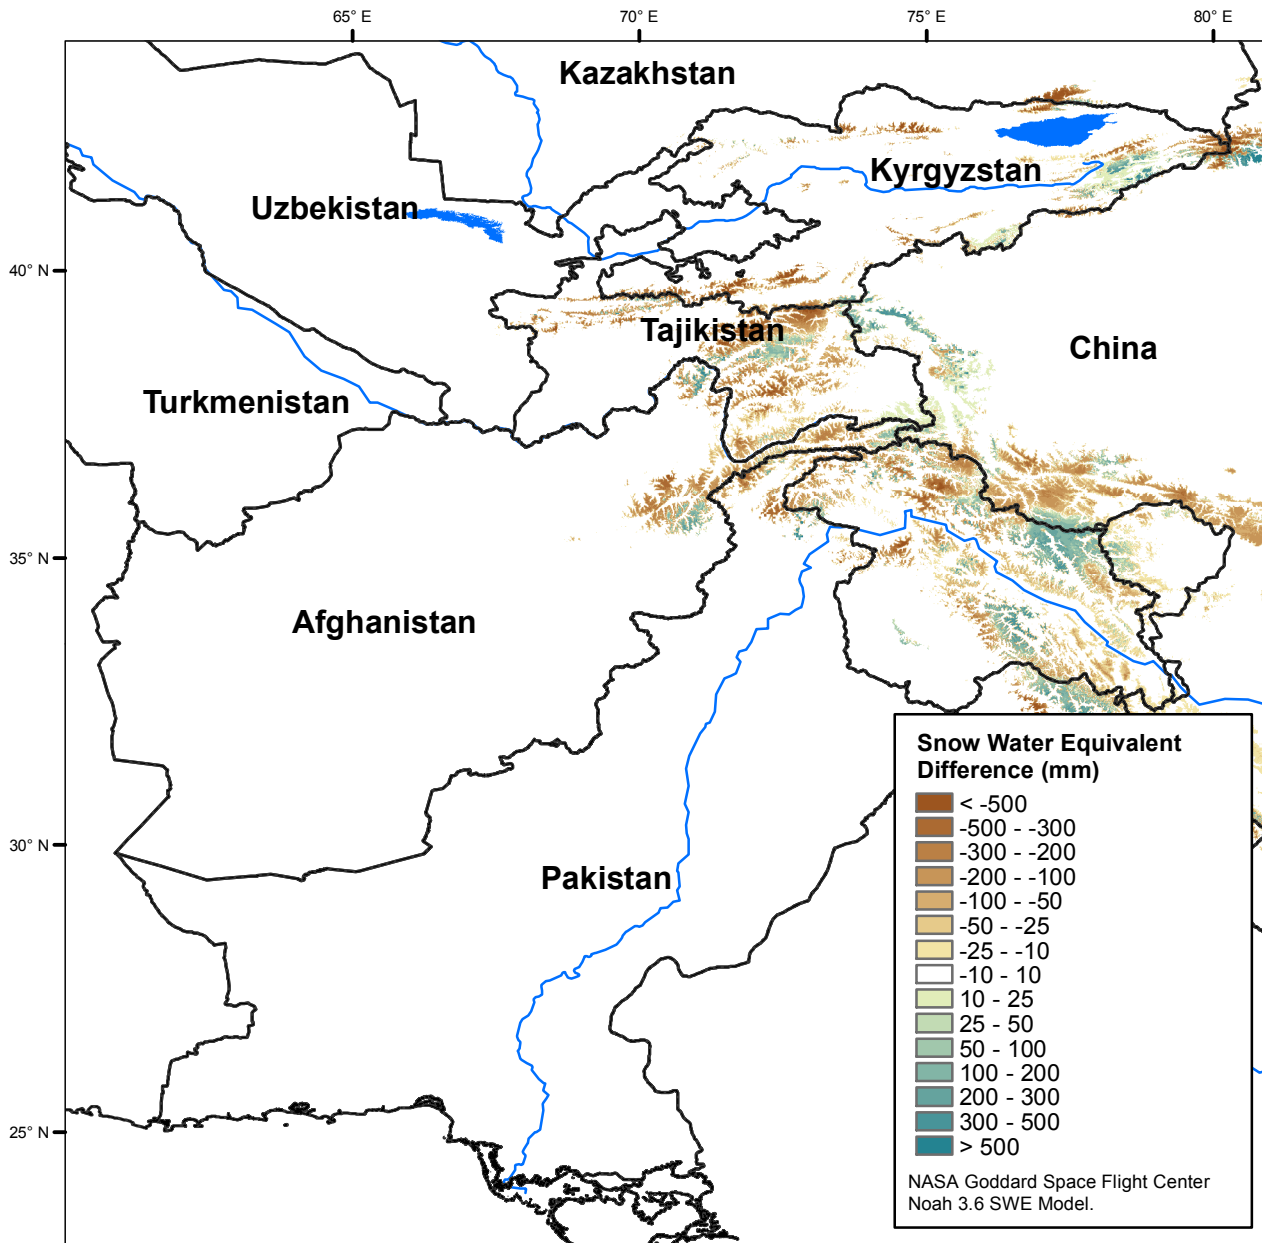 65° E
70° E
75° E
80° E
Kazakhstan
Kyrgyzstan
Uzbekistan
40° N
Tajikistan
China
Turkmenistan
35° N
Afghanistan
30° N
Pakistan
25° N
Snow Water Equivalent
Difference (mm)
< -500
-500 - -300
-300 - -200
-200 - -100
-100 - -50
-50 - -25
-25 - -10
-10 - 10
10 - 25
25 - 50
50 - 100
100 - 200
200 - 300
300 - 500
> 500
NASA Goddard Space Flight Center
Noah 3.6 SWE Model.